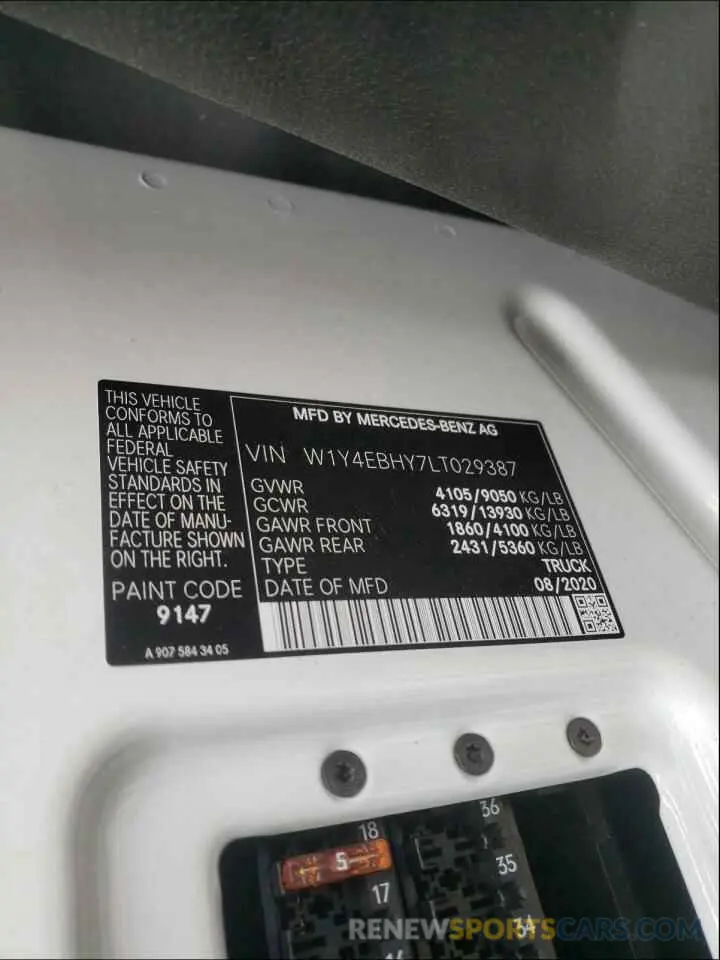 THIS VEHICLE
CONFORMS TO
ALL APPLICABLE
FEDERAL
VEHICLE SAFETY
STANDARDS IN
EFFECT ON THE
DATE OF MANU-
FACTURE SHOWN
ON THE RIGHT.
PAINT CODE
9147
A 907 584 34 05
MFD BY MERCEDES-BENZ AG
VIN W1Y4EBHY7LT029387
GVWR 4105/9050 KG/LB
GCWR 6319/13930 KG/LB
GAWR FRONT 1860/4100 KG/LB
GAWR REAR 2431/5360 KG/LB
TYPE TRUCK
DATE OF MFD 08/2020
18 36
5
17 35
34
RENEWSPORTSCARS.COM